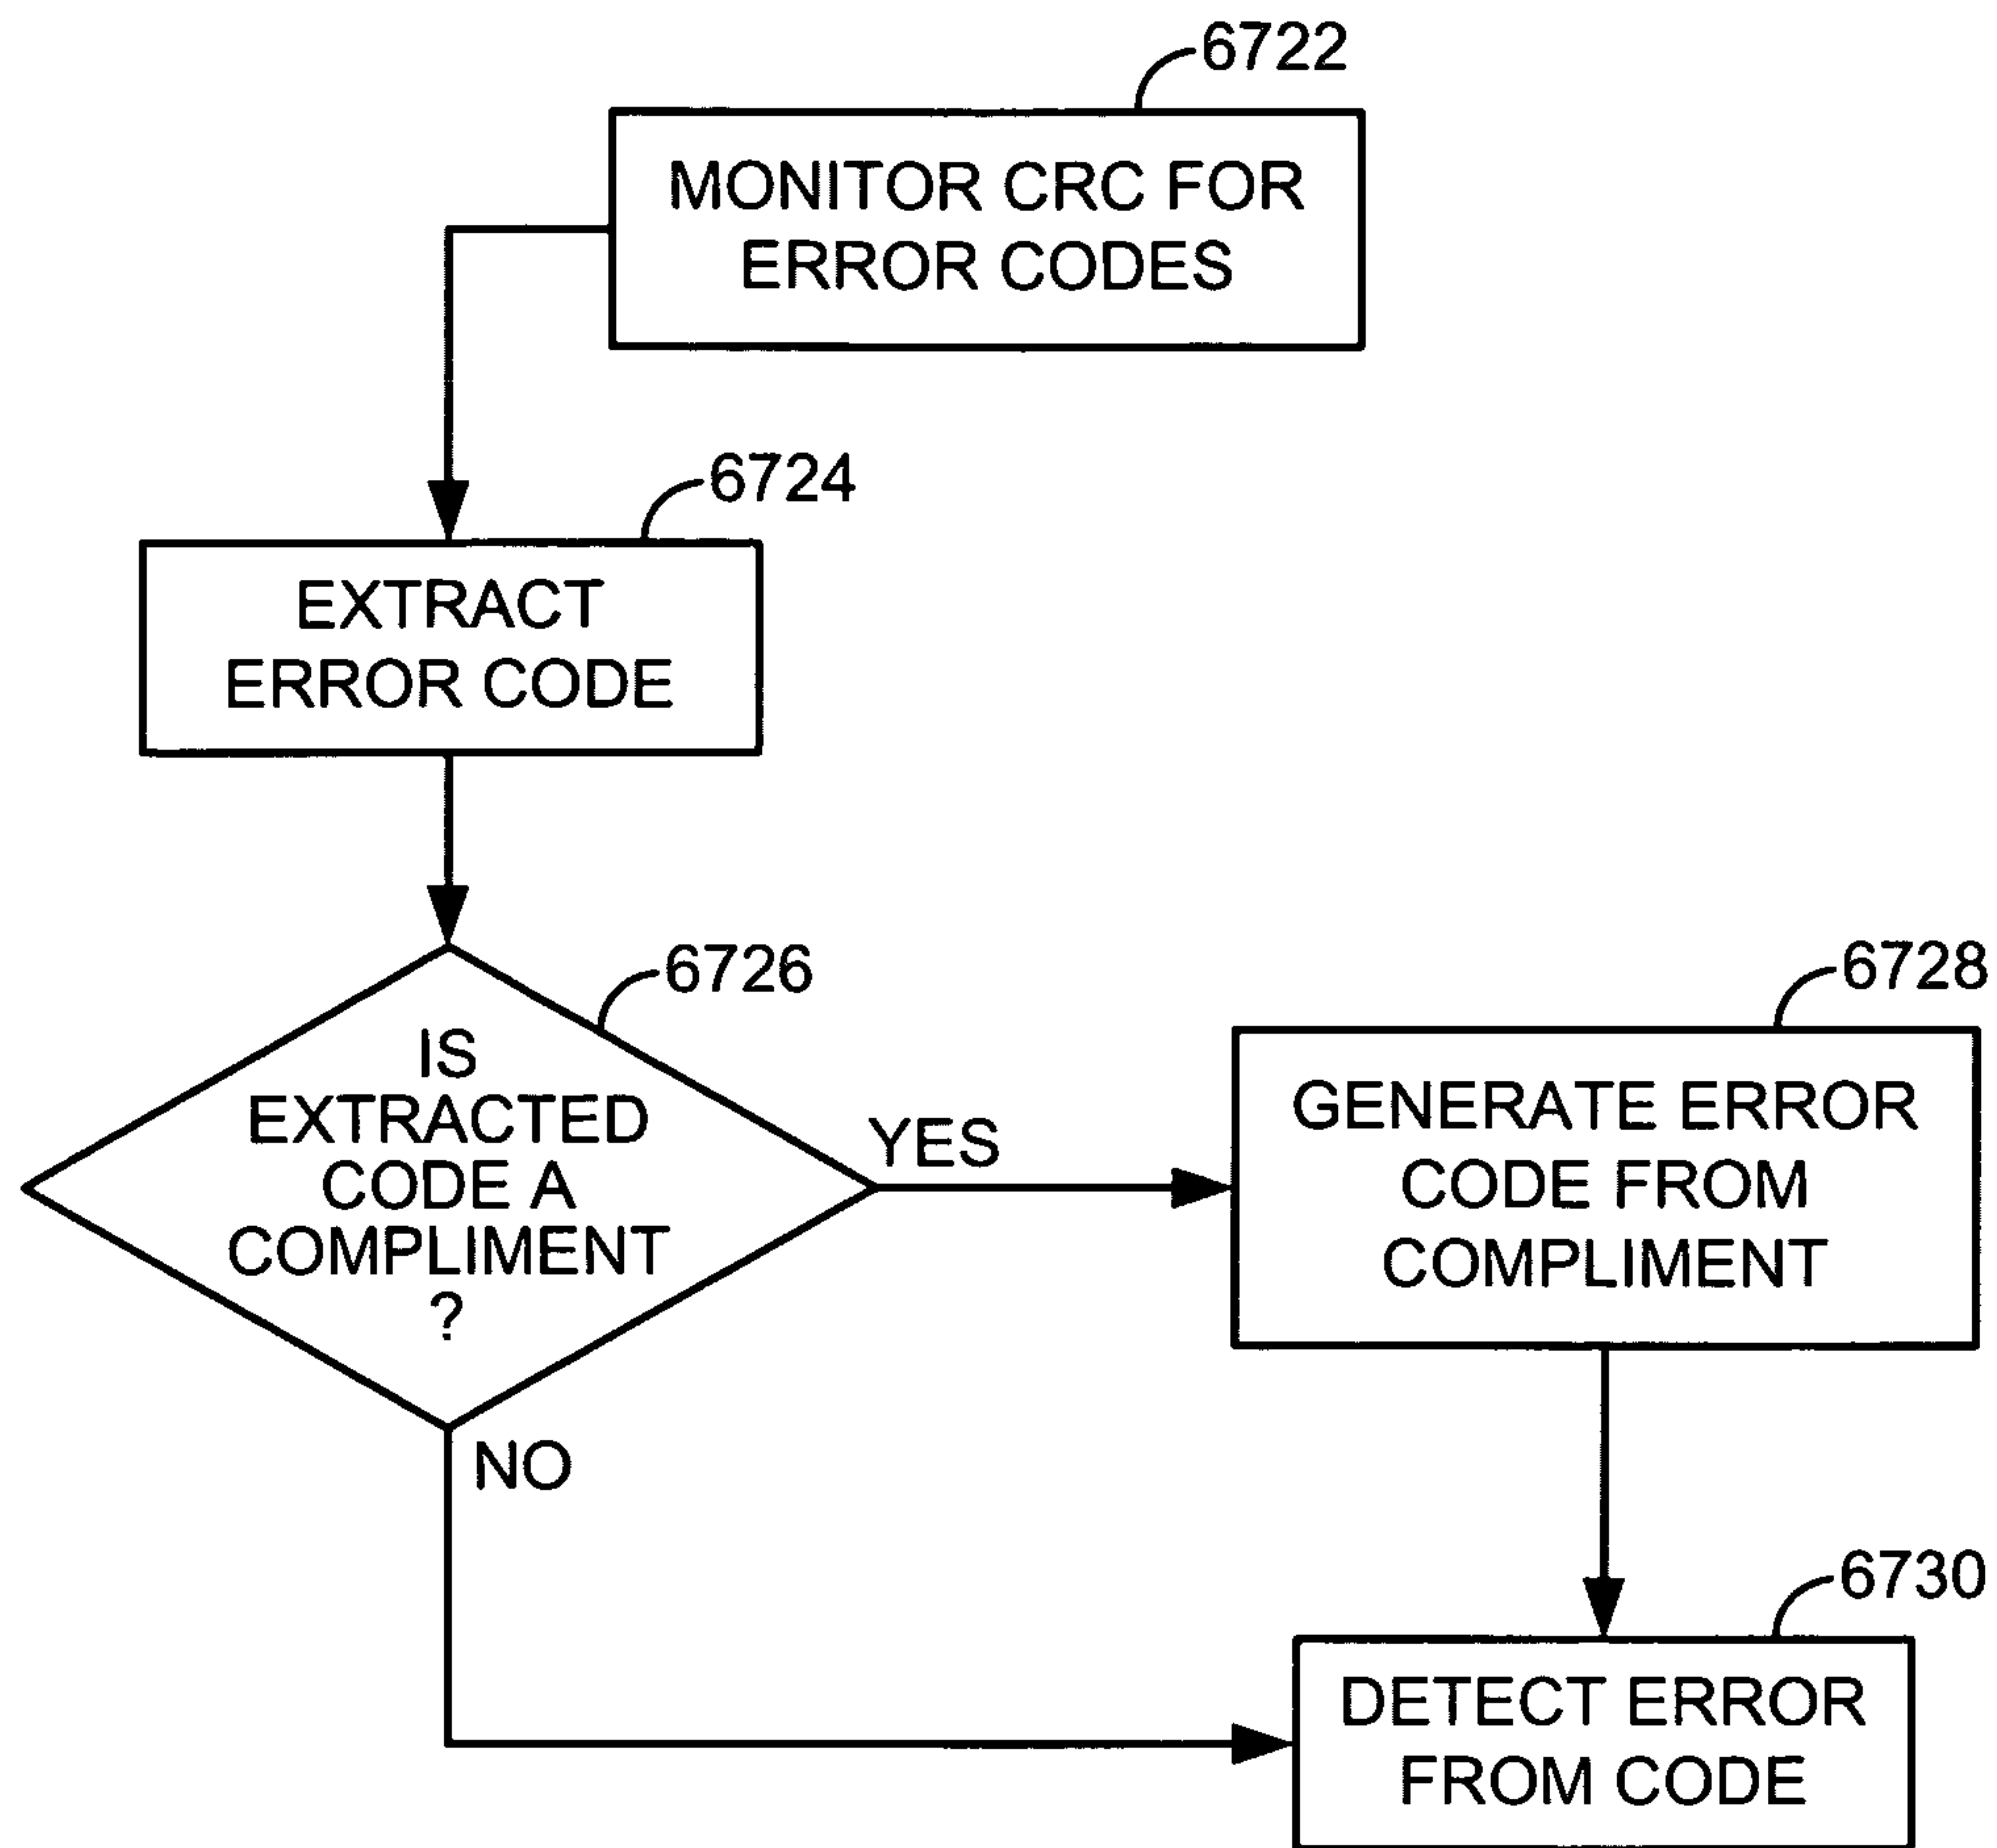 6722
MONITOR CRC FOR
ERROR CODES
6724
EXTRACT
ERROR CODE
6726
IS
EXTRACTED
CODE A
COMPLIMENT
?
YES
NO
6728
GENERATE ERROR
CODE FROM
COMPLIMENT
6730
DETECT ERROR
FROM CODE